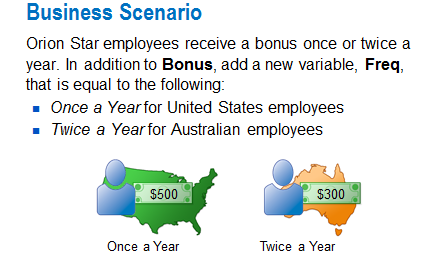 Business Scenario
Orion Star employees receive a bonus once or twice a
year. In addition to Bonus, add a new variable, Freq,
that is equal to the following:
Once a Year for United States employees
Twice a Year for Australian employees
$500
$300
Once a Year
Twice a Year